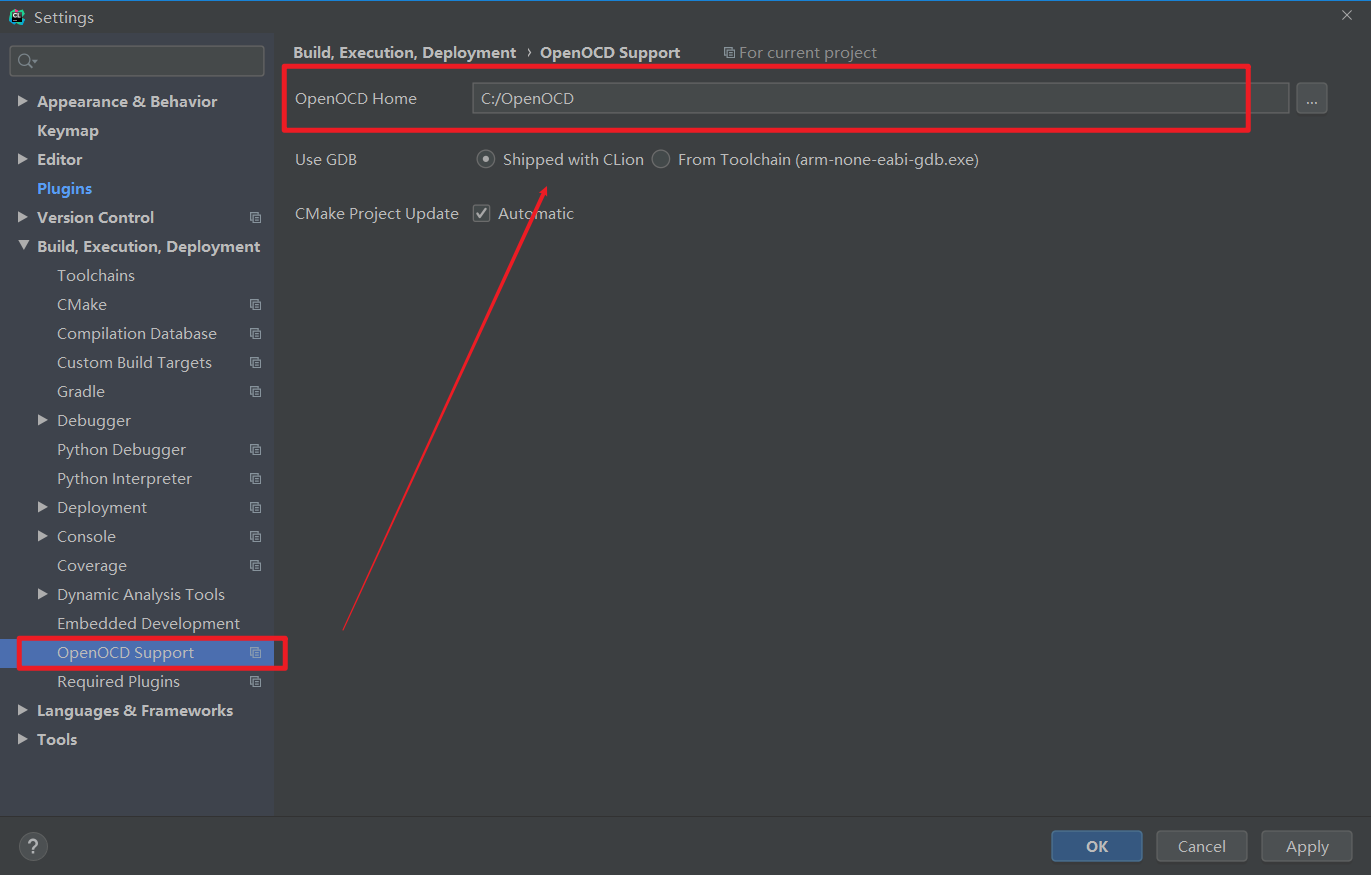 Settings
Build, Execution, Deployment › OpenOCD Support For current project
OpenOCD Home C:/OpenOCD ...
Use GDB Shipped with CLion From Toolchain (arm-none-eabi-gdb.exe)
CMake Project Update Automatic
Appearance & Behavior
Keymap
Editor
Plugins
Version Control
Build, Execution, Deployment
Toolchains
CMake
Compilation Database
Custom Build Targets
Gradle
Debugger
Python Debugger
Python Interpreter
Deployment
Console
Coverage
Dynamic Analysis Tools
Embedded Development
OpenOCD Support
Required Plugins
Languages & Frameworks
Tools
? OK Cancel Apply